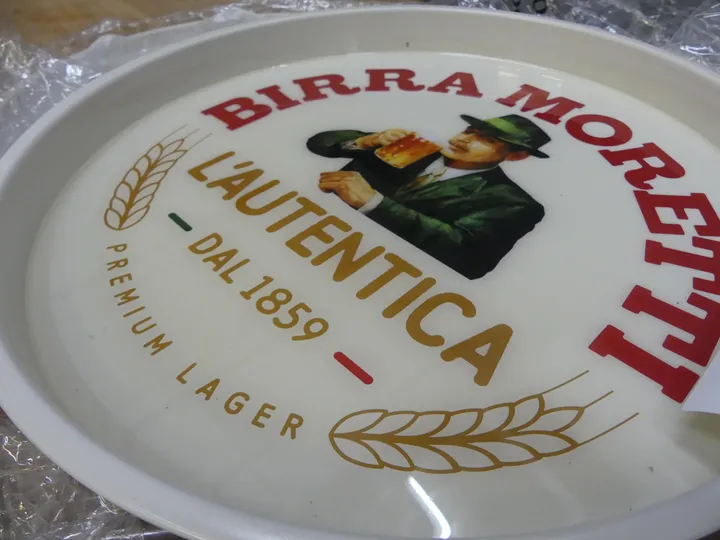 BIRRA MORETTI
L'AUTENTICA
DAL 1859
PREMIUM LAGER